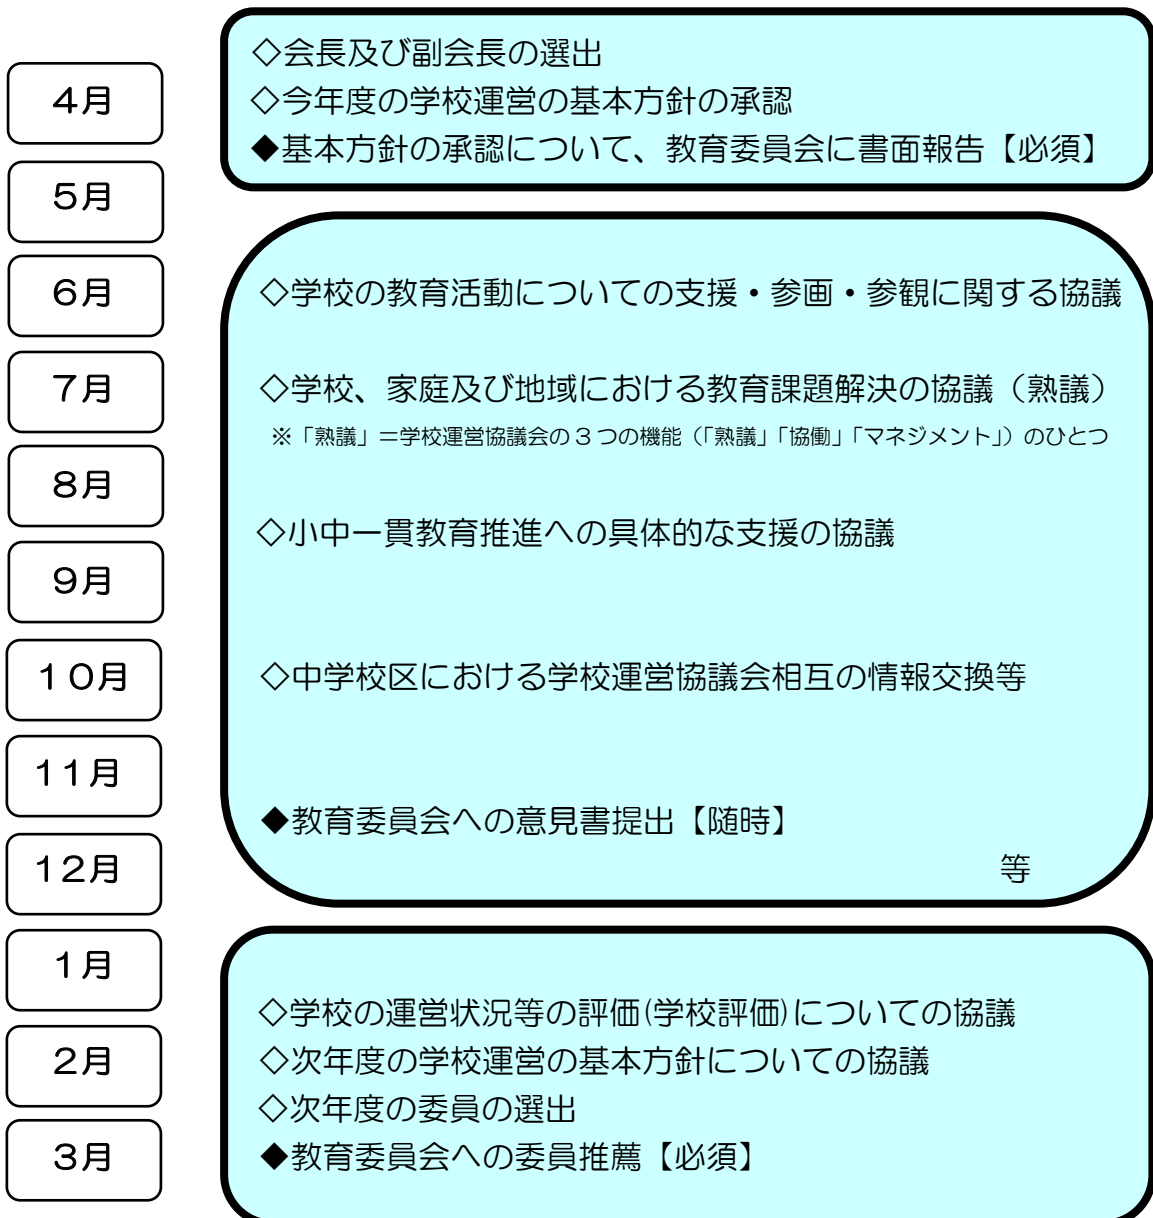 4月
5月
6月
7月
8月
9月
10月
11月
12月
1月
2月
3月
◇会長及び副会長の選出
◇今年度の学校運営の基本方針の承認
◆基本方針の承認について、教育委員会に書面報告【必須】
◇学校の教育活動についての支援・参画・参観に関する協議
◇学校、家庭及び地域における教育課題解決の協議（熟議）
※「熟議」＝学校運営協議会の３つの機能（「熟議」「協働」「マネジメント」）のひとつ
◇小中一貫教育推進への具体的な支援の協議
◇中学校区における学校運営協議会相互の情報交換等
◆教育委員会への意見書提出【随時】
等
◇学校の運営状況等の評価(学校評価)についての協議
◇次年度の学校運営の基本方針についての協議
◇次年度の委員の選出
◆教育委員会への委員推薦【必須】